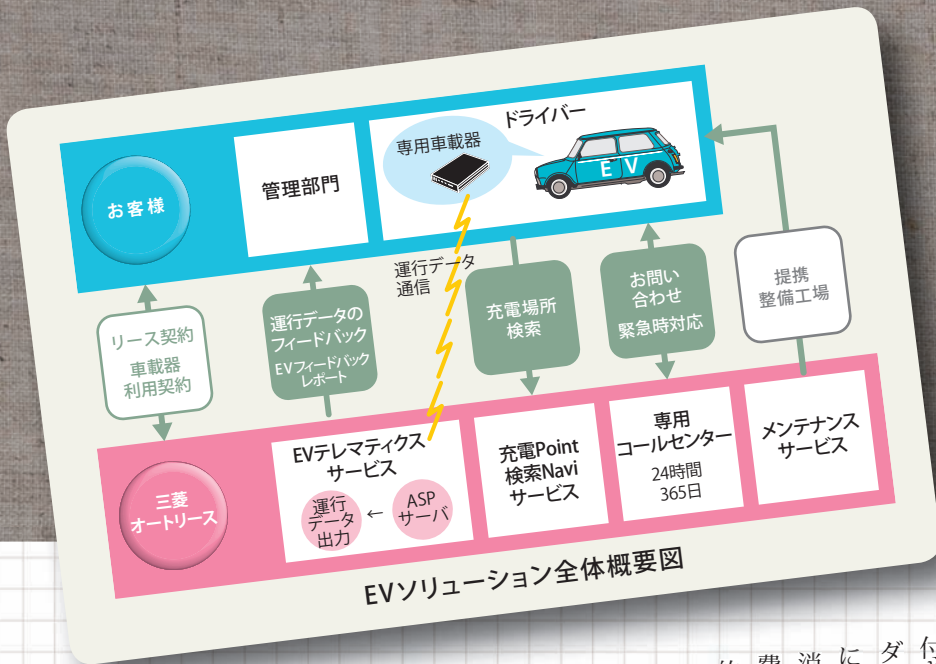 お客様
管理部門
専用車載器
ドライバー
EV
運行データ
通信
リース契約
車載器
利用契約
運行データの
フィードバック
EVフィードバック
レポート
充電場所
検索
お問い
合わせ
緊急時対応
提携
整備工場
三菱
オートリース
EVテレマティクス
サービス
運行
データ
出力
←
ASP
サーバ
充電Point
検索Navi
サービス
専用
コールセンター
24時間
365日
メンテナンス
サービス
EVソリューション全体概要図
付
ダ
に
消
費